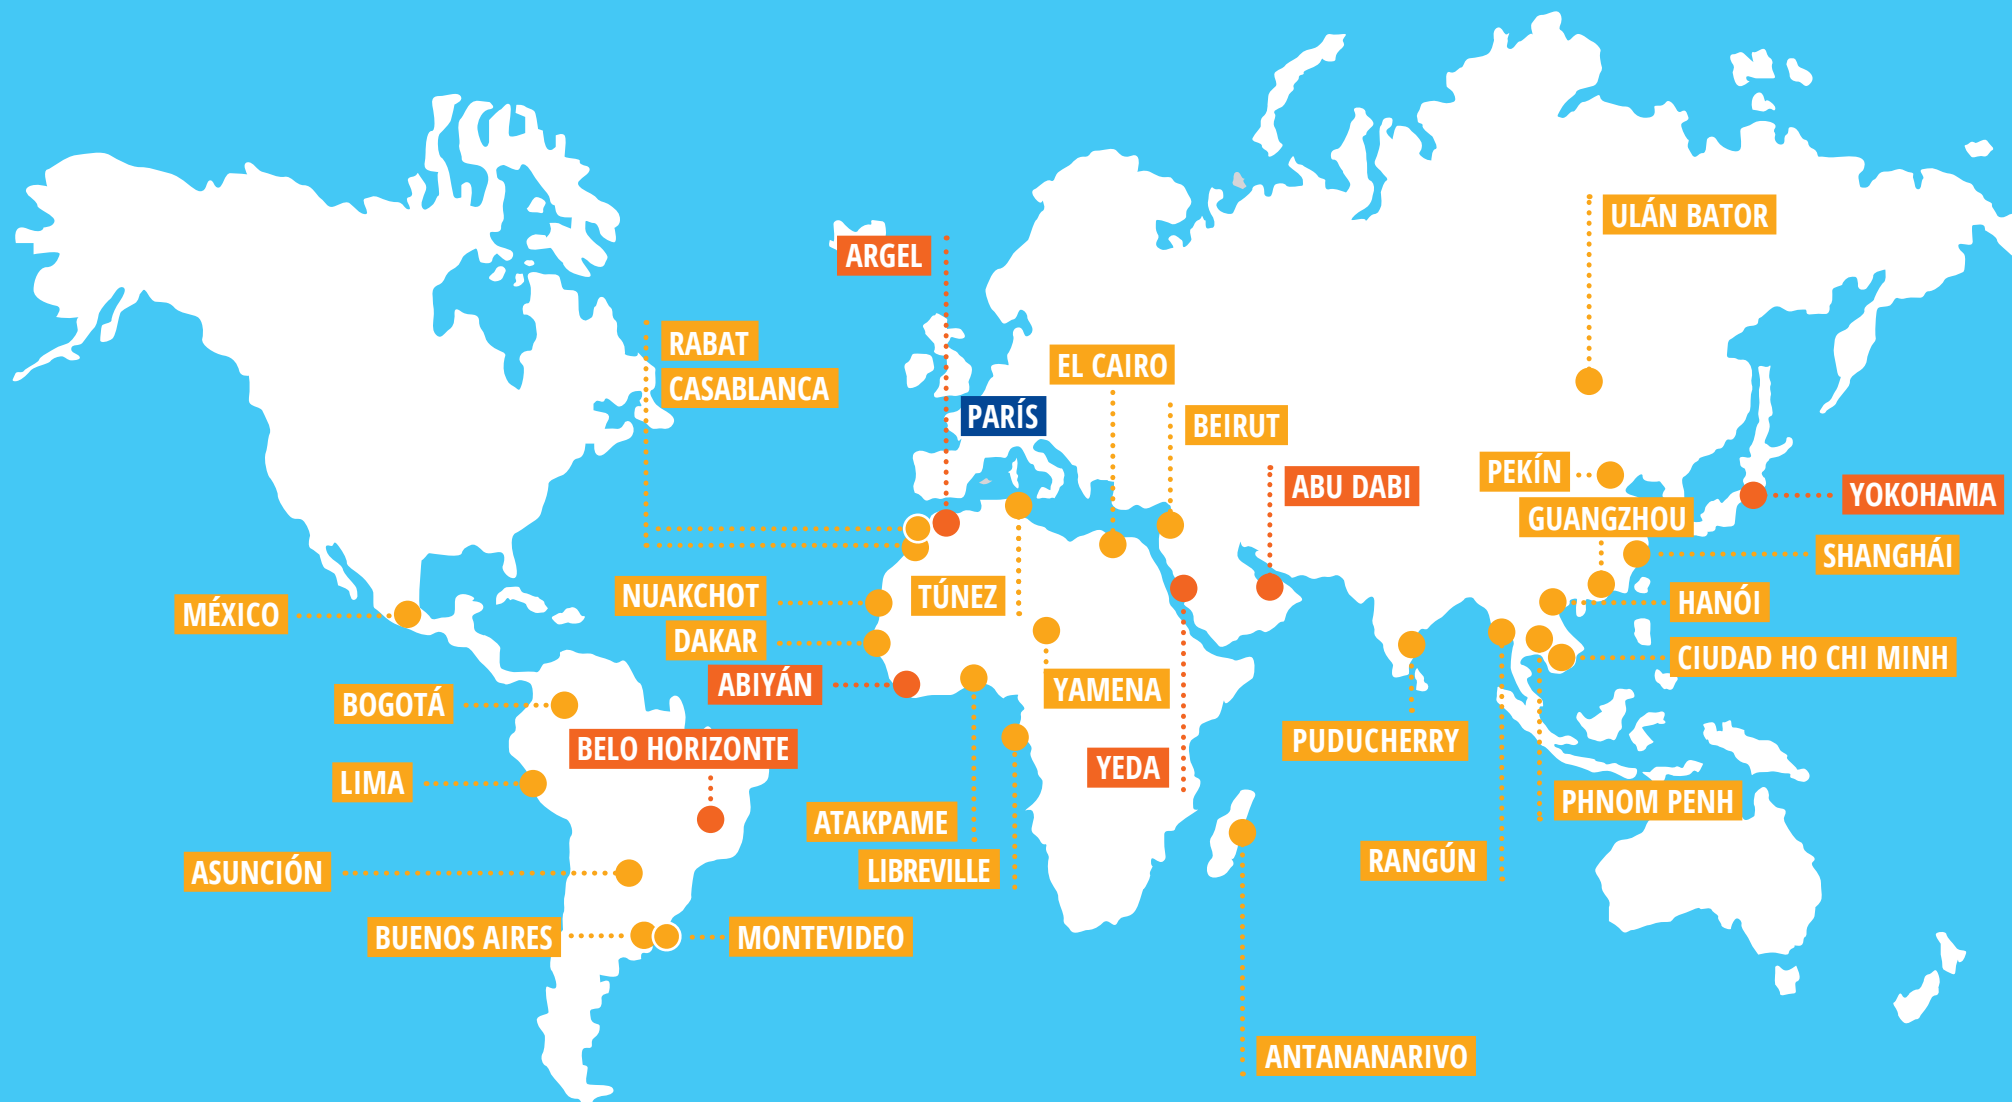 ULÁN BATOR
ARGEL
RABAT
CASABLANCA
EL CAIRO
PARÍS
BEIRUT
ABU DABI
PEKÍN
YOKOHAMA
GUANGZHOU
SHANGHÁI
NUAKCHOT
TÚNEZ
MÉXICO
HANÓI
DAKAR
CIUDAD HO CHI MINH
ABIYÁN
YAMENA
BOGOTÁ
BELO HORIZONTE
PUDUCHERRY
YEDA
LIMA
PHNOM PENH
ATAKPAME
RANGÚN
LIBREVILLE
ASUNCIÓN
BUENOS AIRES
MONTEVIDEO
ANTANANARIVO